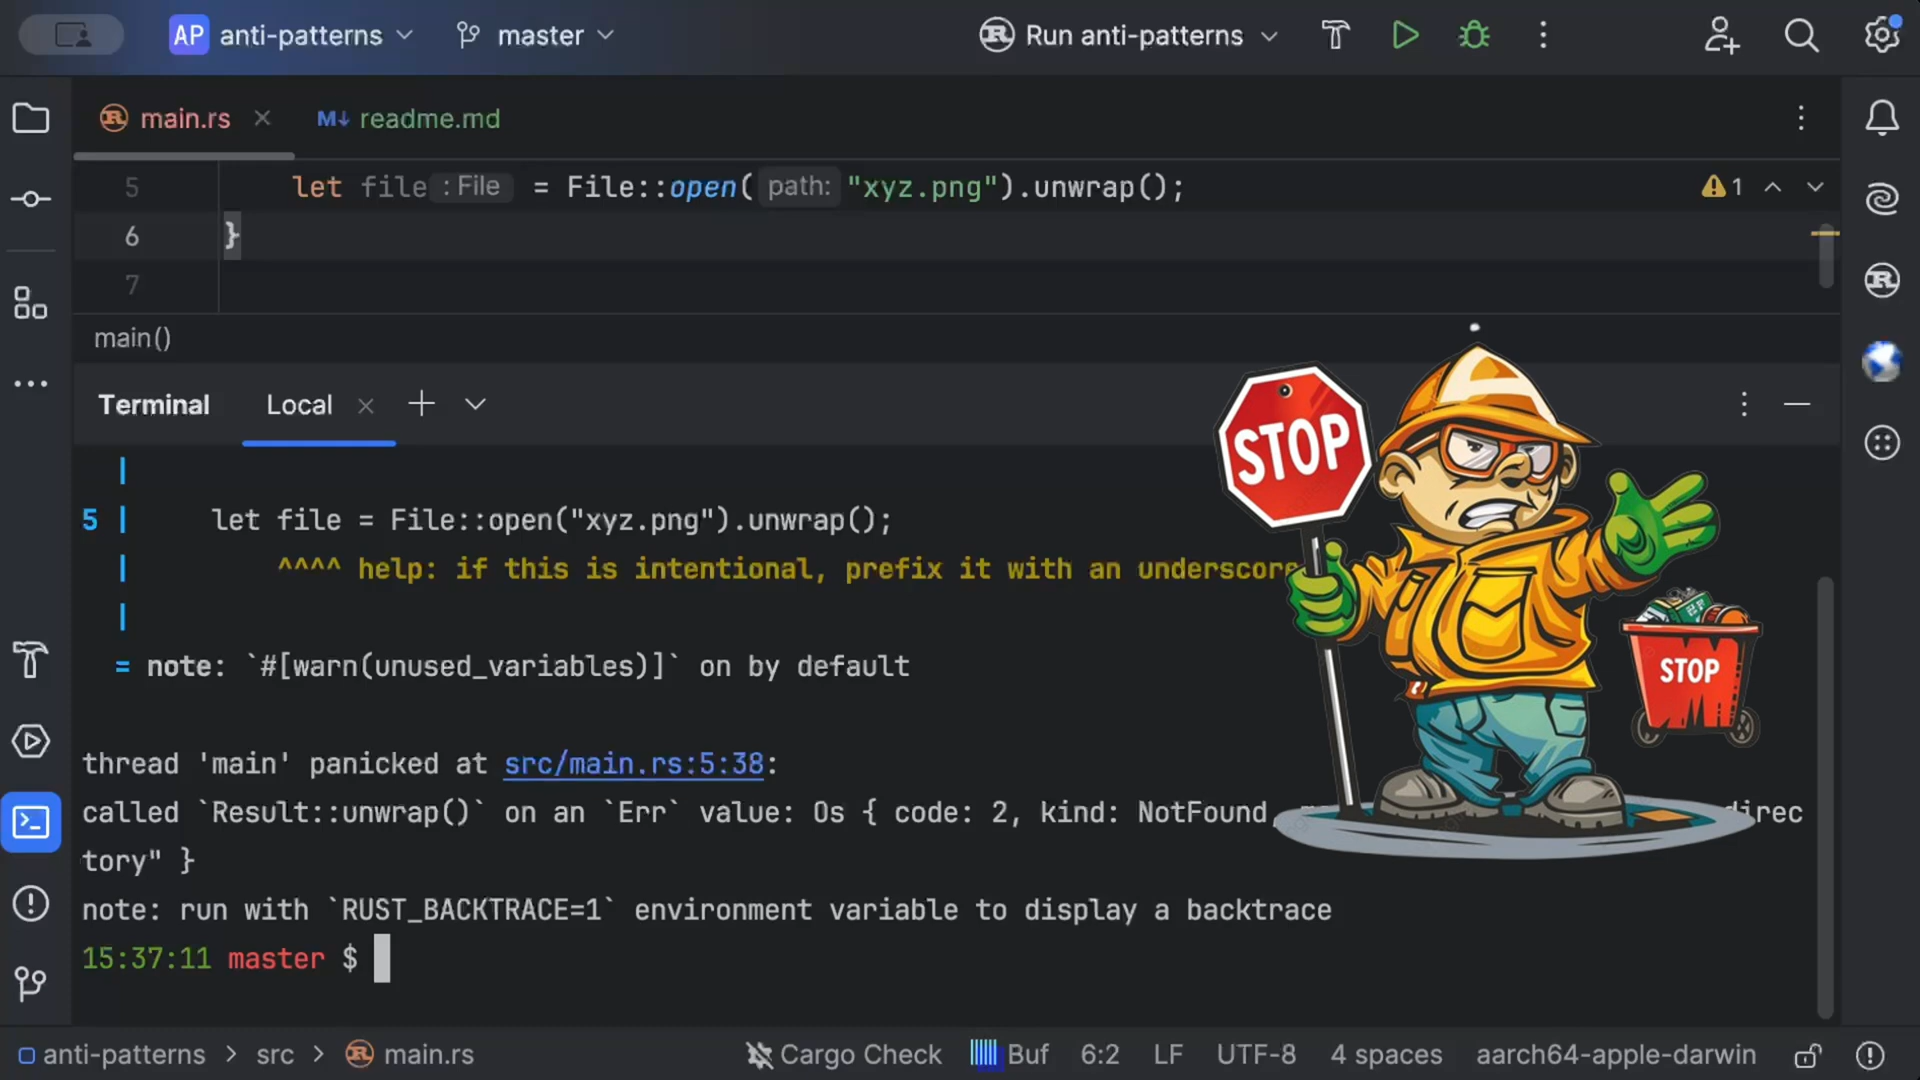 AP anti-patterns master Run anti-patterns
main.rs M↓ readme.md
5 let file : File = File::open( path: "xyz.png").unwrap(); 1
6 }
7
main()
Terminal Local
STOP
5 | let file = File::open("xyz.png").unwrap();
| ^^^^ help: if this is intentional, prefix it with an underscore
|
= note: `#[warn(unused_variables)]` on by default
STOP
thread 'main' panicked at src/main.rs:5:38:
called `Result::unwrap()` on an `Err` value: Os { code: 2, kind: NotFound, direc
tory" }
note: run with `RUST_BACKTRACE=1` environment variable to display a backtrace
15:37:11 master $
anti-patterns > src > main.rs Cargo Check Buf 6:2 LF UTF-8 4 spaces aarch64-apple-darwin